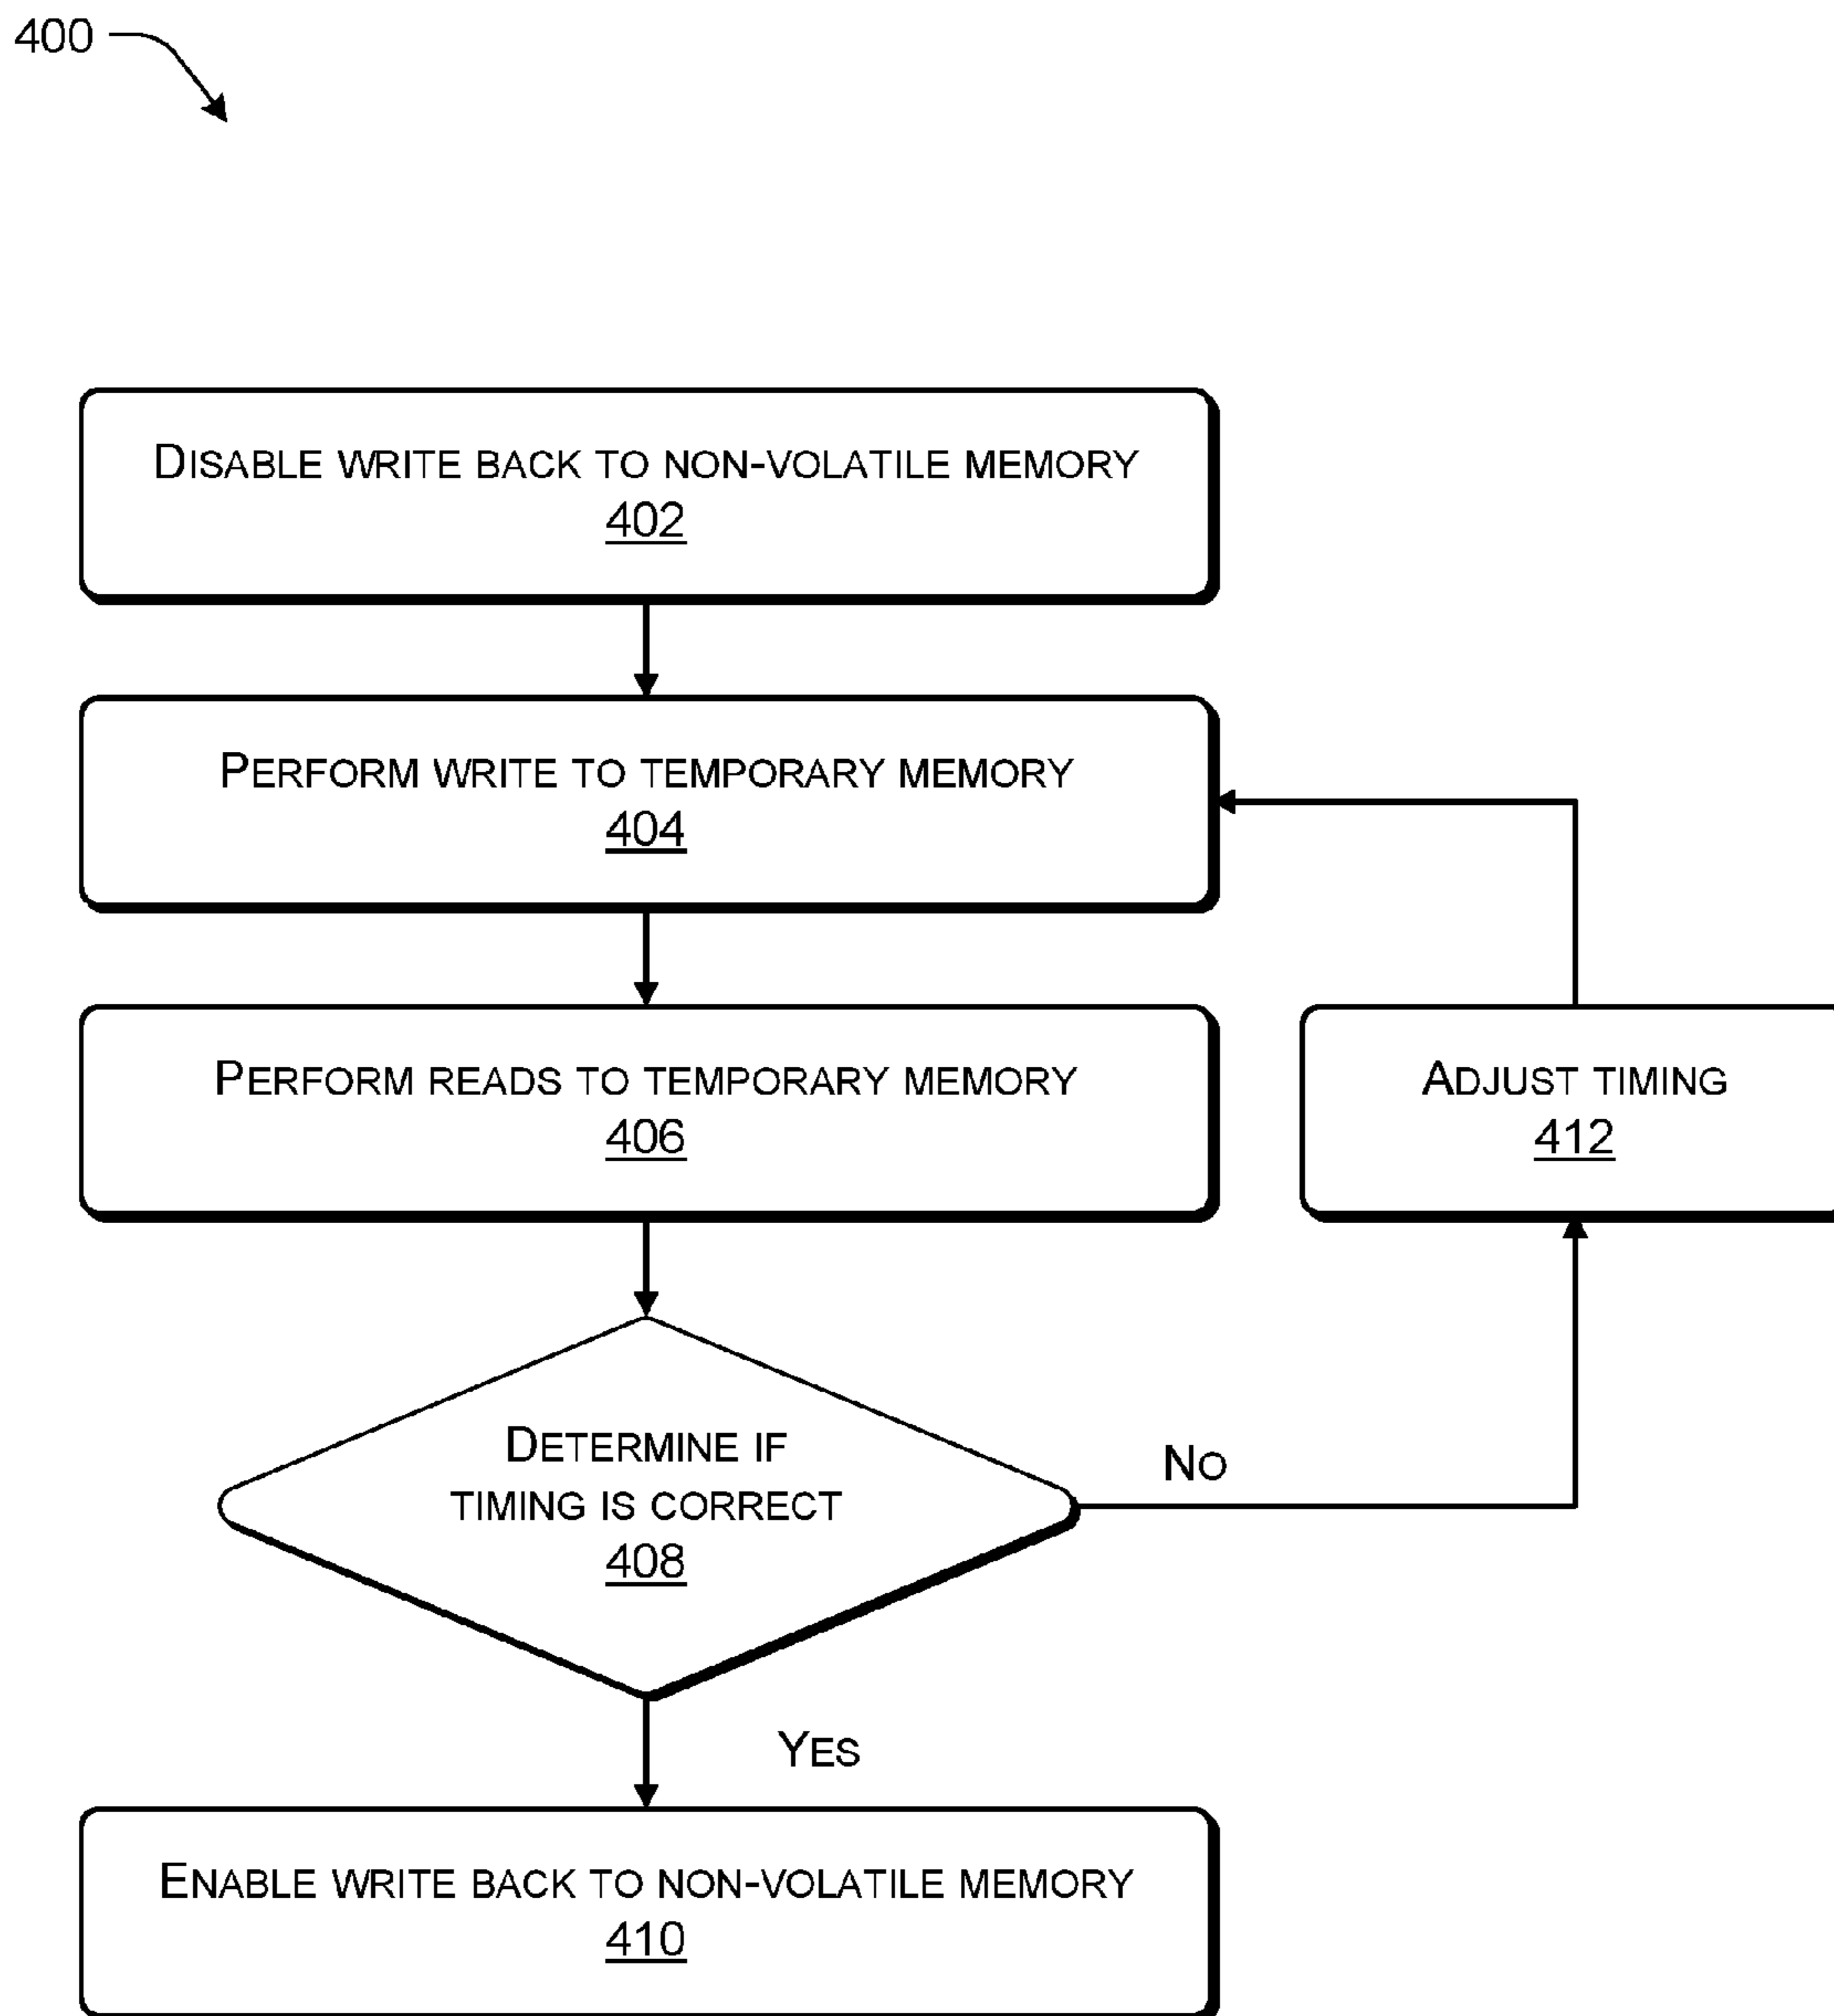 400
DISABLE WRITE BACK TO NON-VOLATILE MEMORY
402
PERFORM WRITE TO TEMPORARY MEMORY
404
PERFORM READS TO TEMPORARY MEMORY
406
ADJUST TIMING
412
DETERMINE IF
TIMING IS CORRECT
408
NO
YES
ENABLE WRITE BACK TO NON-VOLATILE MEMORY
410